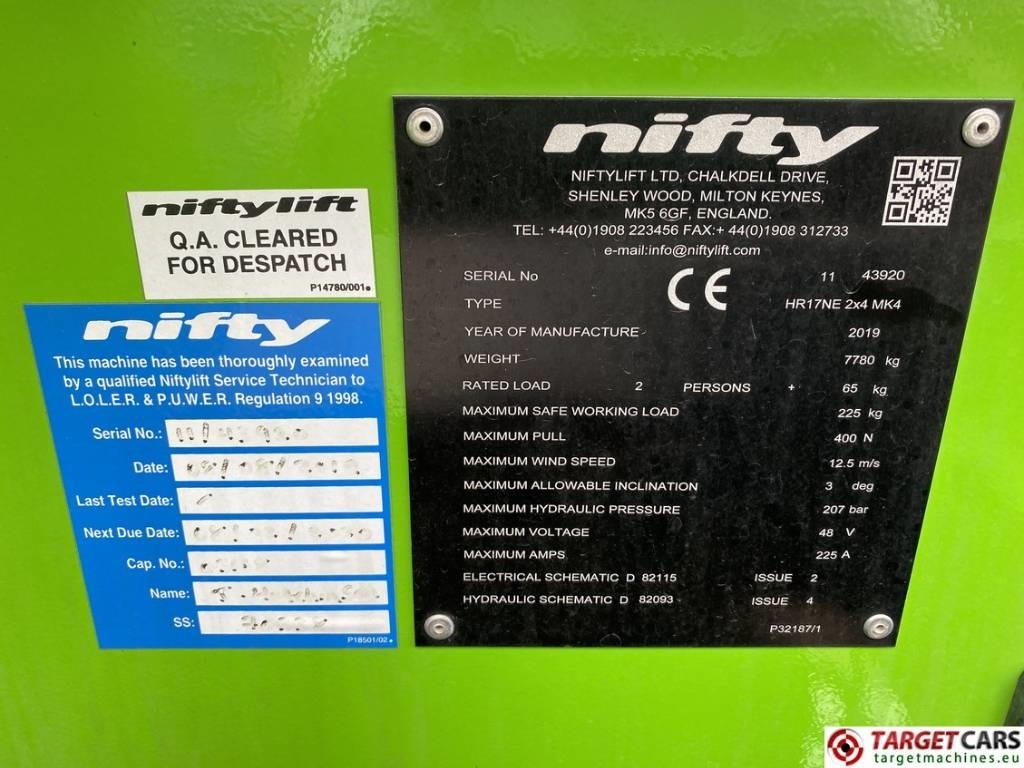 niftylift
Q.A. CLEARED
FOR DESPATCH
P14780/001
nifty
This machine has been thoroughly examined
by a qualified Niftylift Service Technician to
L.O.L.E.R. & P.U.W.E.R. Regulation 9 1998.
Serial No.:
Date:
Last Test Date:
Next Due Date:
Cap. No.:
Name:
SS:
P18501/02
nifty
NIFTYLIFT LTD, CHALKDELL DRIVE,
SHENLEY WOOD, MILTON KEYNES,
MK5 6GF, ENGLAND.
TEL: +44(0)1908 223456 FAX:+ 44(0)1908 312733
e-mail:info@niftylift.com
SERIAL No CE 11 43920
TYPE HR17NE 2x4 MK4
YEAR OF MANUFACTURE 2019
WEIGHT 7780 kg
RATED LOAD 2 PERSONS + 65 kg
MAXIMUM SAFE WORKING LOAD 225 kg
MAXIMUM PULL 400 N
MAXIMUM WIND SPEED 12.5 m/s
MAXIMUM ALLOWABLE INCLINATION 3 deg
MAXIMUM HYDRAULIC PRESSURE 207 bar
MAXIMUM VOLTAGE 48 V
MAXIMUM AMPS 225 A
ELECTRICAL SCHEMATIC D 82115 ISSUE 2
HYDRAULIC SCHEMATIC D 82093 ISSUE 4
P32187/1
TARGETCARS
targetmachines.eu